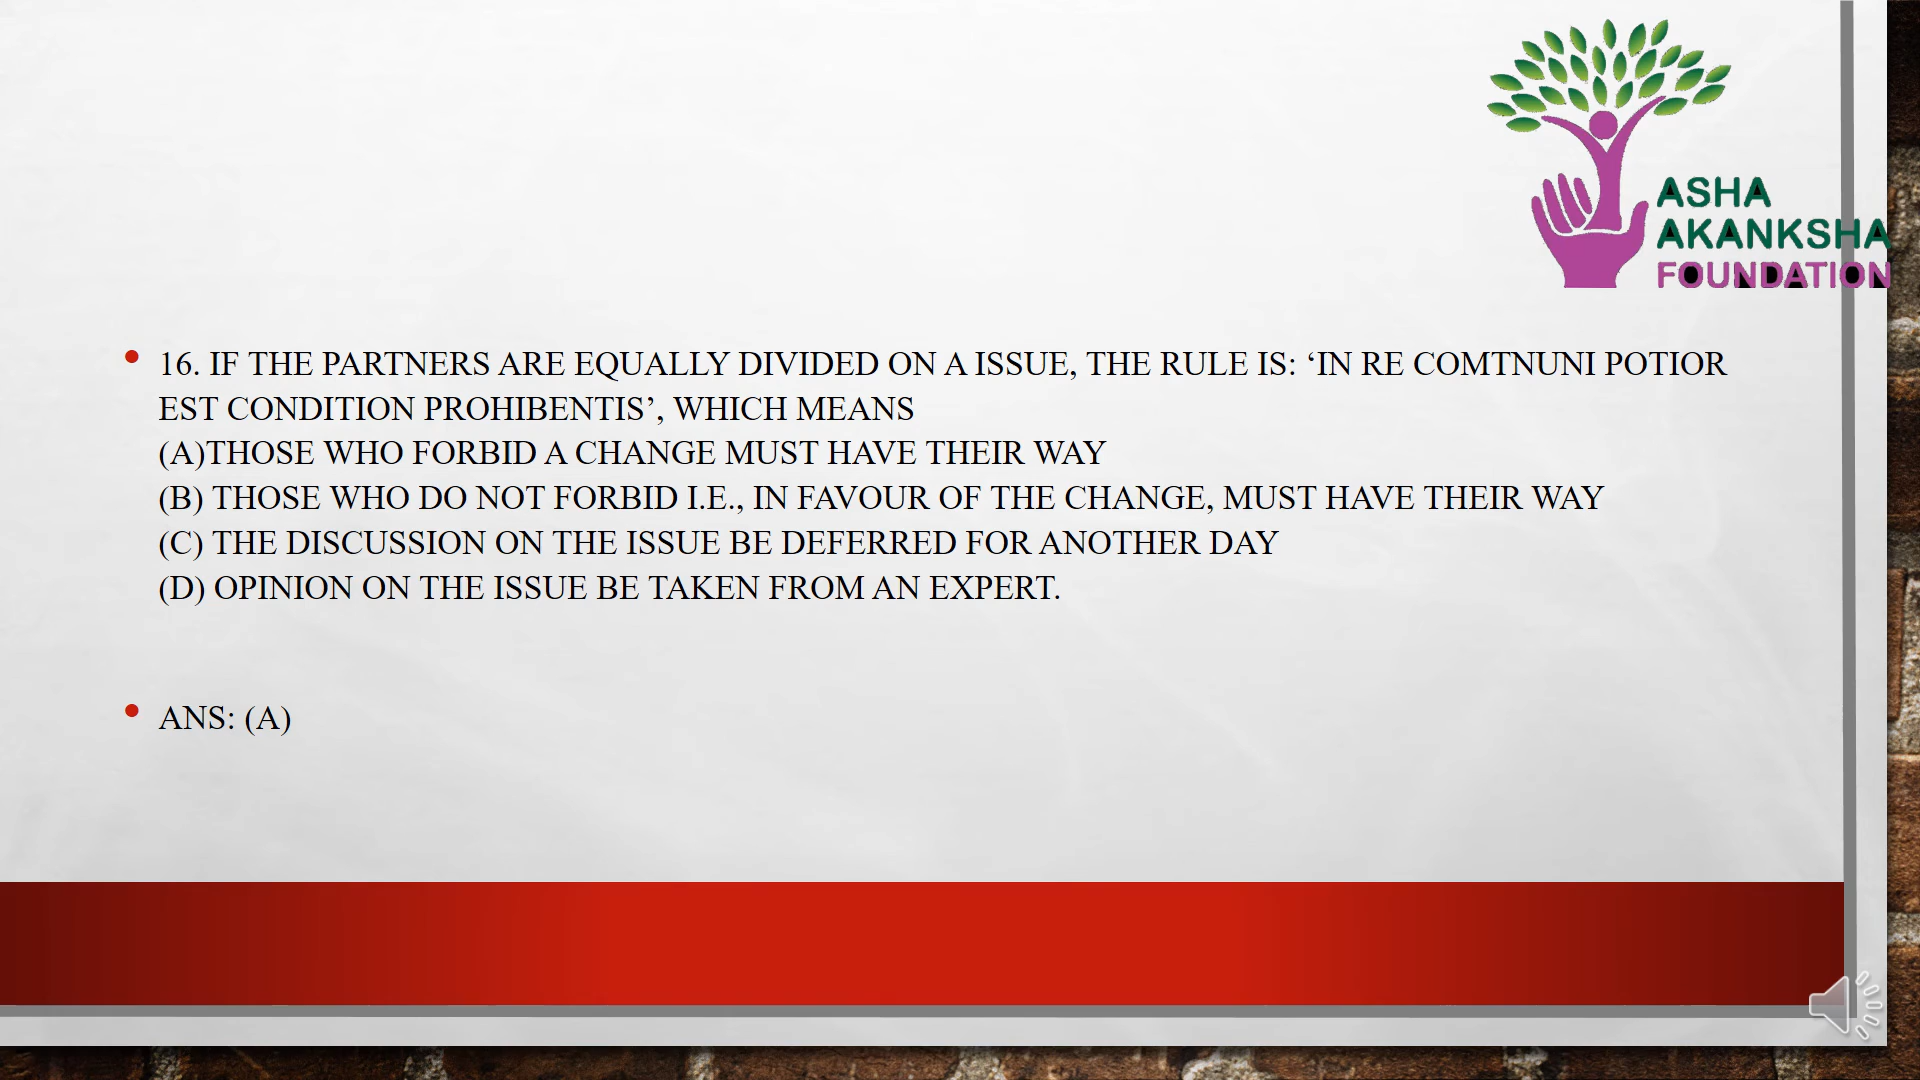 ASHA
AKANKSHA
FOUNDATION
• 16. IF THE PARTNERS ARE EQUALLY DIVIDED ON A ISSUE, THE RULE IS: ‘IN RE COMTNUNI POTIOR
EST CONDITION PROHIBENTIS’, WHICH MEANS
(A)THOSE WHO FORBID A CHANGE MUST HAVE THEIR WAY
(B) THOSE WHO DO NOT FORBID I.E., IN FAVOUR OF THE CHANGE, MUST HAVE THEIR WAY
(C) THE DISCUSSION ON THE ISSUE BE DEFERRED FOR ANOTHER DAY
(D) OPINION ON THE ISSUE BE TAKEN FROM AN EXPERT.
• ANS: (A)